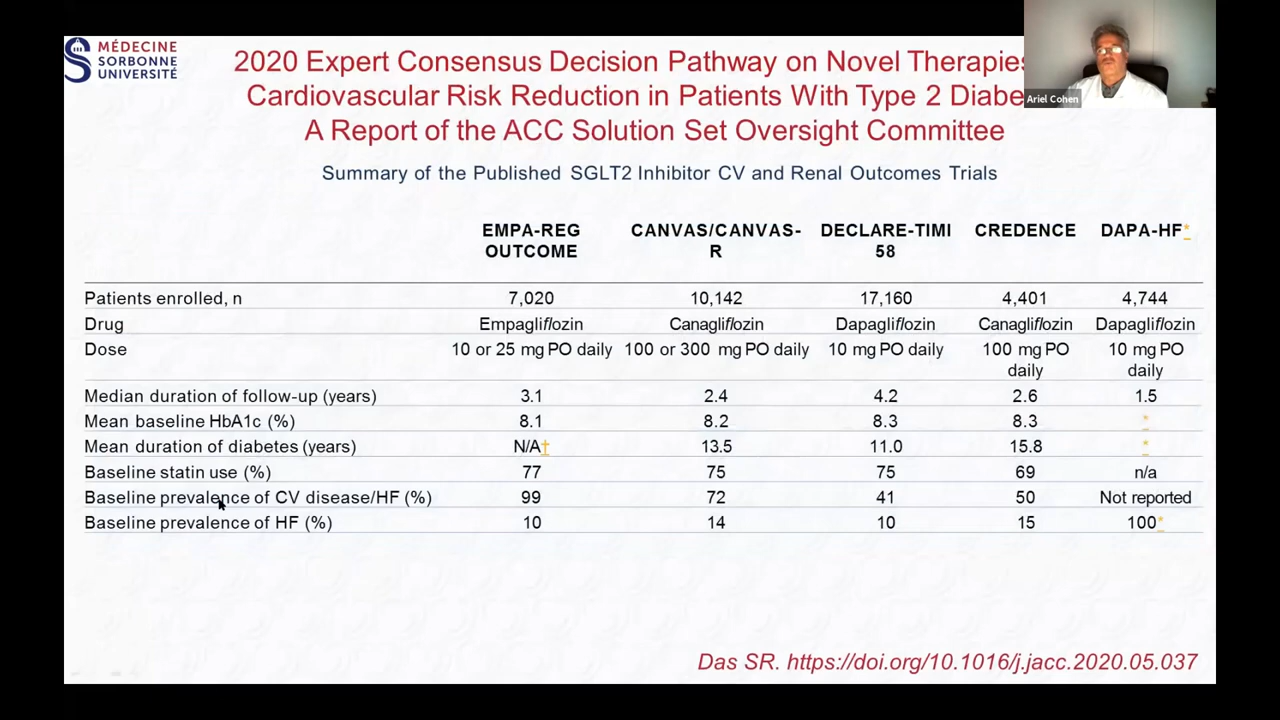 MÉDECINE
SORBONNE
UNIVERSITÉ
2020 Expert Consensus Decision Pathway on Novel Therapies
Cardiovascular Risk Reduction in Patients With Type 2 Diabe
A Report of the ACC Solution Set Oversight Committee
Ariel Cohen
Summary of the Published SGLT2 Inhibitor CV and Renal Outcomes Trials
EMPA-REG OUTCOME CANVAS/CANVAS-R DECLARE-TIMI 58 CREDENCE DAPA-HF*
Patients enrolled, n 7,020 10,142 17,160 4,401 4,744
Drug Empagliflozin Canagliflozin Dapagliflozin Canagliflozin Dapagliflozin
Dose 10 or 25 mg PO daily 100 or 300 mg PO daily 10 mg PO daily 100 mg PO daily 10 mg PO daily
Median duration of follow-up (years) 3.1 2.4 4.2 2.6 1.5
Mean baseline HbA1c (%) 8.1 8.2 8.3 8.3 *
Mean duration of diabetes (years) N/A† 13.5 11.0 15.8 *
Baseline statin use (%) 77 75 75 69 n/a
Baseline prevalence of CV disease/HF (%) 99 72 41 50 Not reported
Baseline prevalence of HF (%) 10 14 10 15 100*
Das SR. https://doi.org/10.1016/j.jacc.2020.05.037